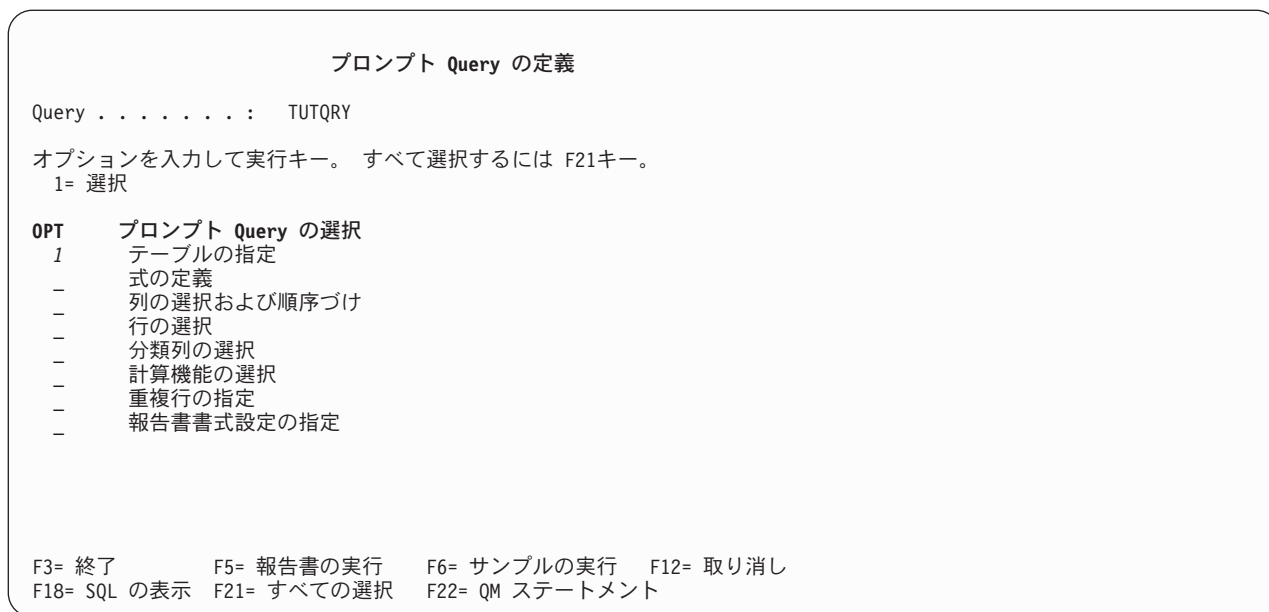 プロンプト Query の定義
Query . . . . . . . : TUTQRY
オプションを入力して実行キー。 すべて選択するには F21キー。
1= 選択
OPT プロンプト Query の選択
1 テーブルの指定
_ 式の定義
_ 列の選択および順序づけ
_ 行の選択
_ 分類列の選択
_ 計算機能の選択
_ 重複行の指定
_ 報告書書式設定の指定
F3= 終了 F5= 報告書の実行 F6= サンプルの実行 F12= 取り消し
F18= SQL の表示 F21= すべての選択 F22= QM ステートメント